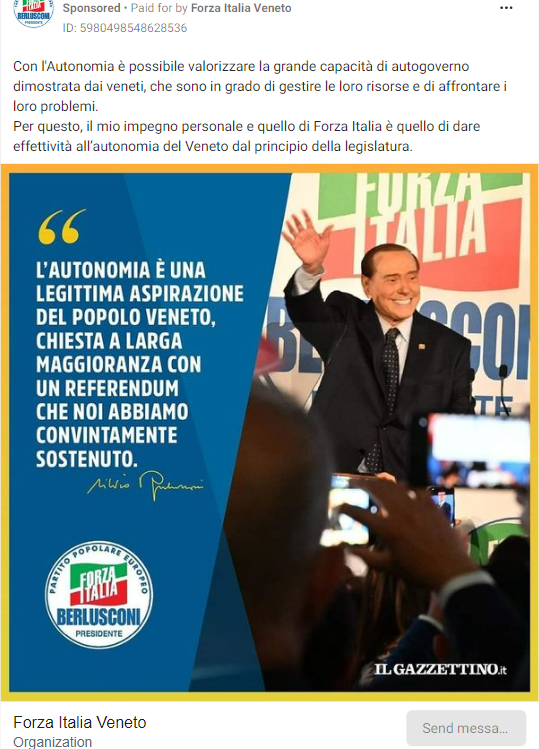 BERLUSCONI
PRESIDENTE
Sponsored • Paid for by Forza Italia Veneto
ID: 5980498548628536
Con l'Autonomia è possibile valorizzare la grande capacità di autogoverno
dimostrata dai veneti, che sono in grado di gestire le loro risorse e di affrontare i
loro problemi.
Per questo, il mio impegno personale e quello di Forza Italia è quello di dare
effettività all'autonomia del Veneto dal principio della legislatura.
FORZA
ITALIA
“
L'AUTONOMIA È UNA
LEGITTIMA ASPIRAZIONE
DEL POPOLO VENETO,
CHIESTA A LARGA
MAGGIORANZA CON
UN REFERENDUM
CHE NOI ABBIAMO
CONVINTAMENTE
SOSTENUTO.
Silvio Berlusconi
PARTITO POPOLARE EUROPEO
FORZA
ITALIA
BERLUSCONI
PRESIDENTE
IL GAZZETTINO.it
Forza Italia Veneto
Organization
Send messa...